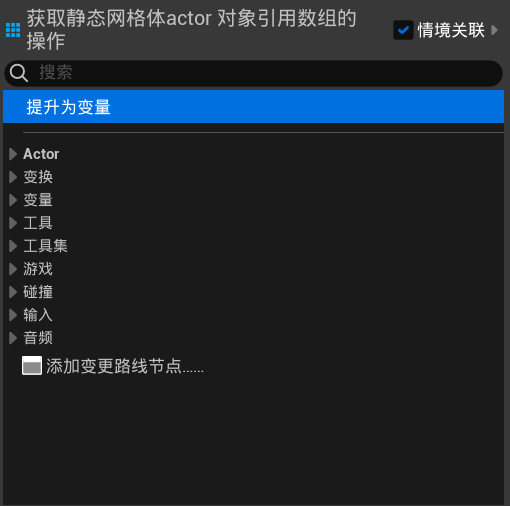 获取静态网格体actor 对象引用数组的
操作
情境关联
搜索
提升为变量
Actor
变换
变量
工具
工具集
游戏
碰撞
输入
音频
添加变更路线节点......